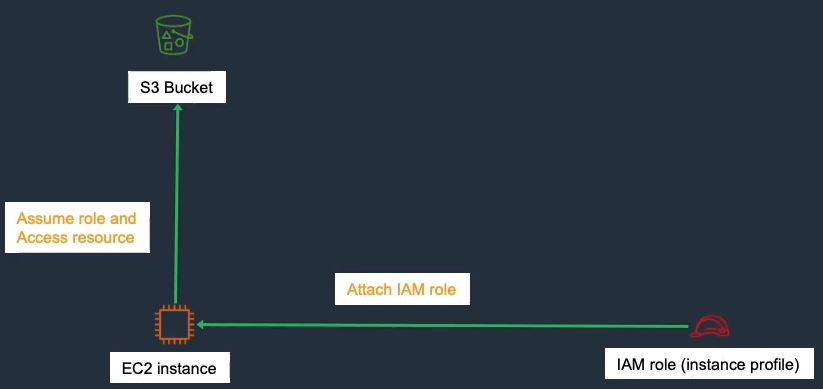 S3 Bucket
Assume role and
Access resource
Attach IAM role
EC2 instance
IAM role (instance profile)